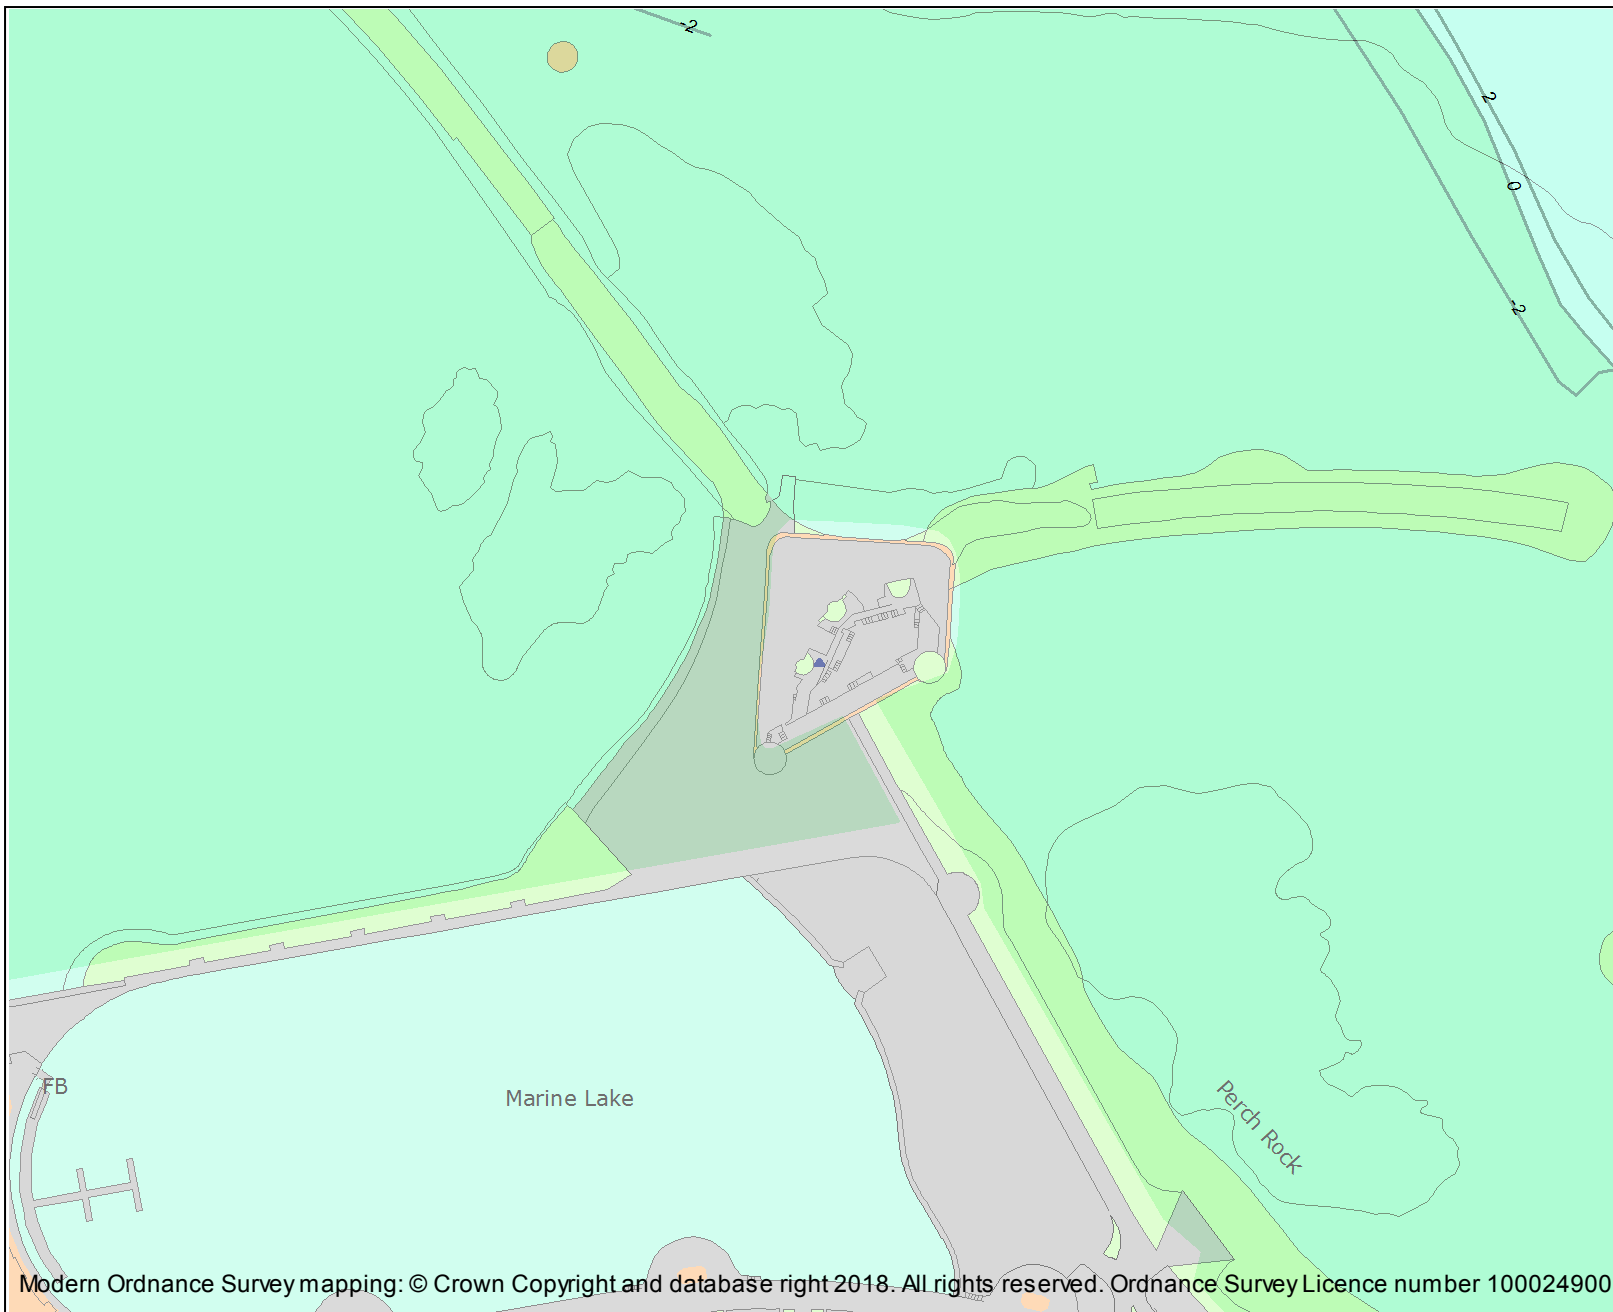 -2
2
0
-2
FB
Marine Lake
Perch Rock
Modern Ordnance Survey mapping: © Crown Copyright and database right 2018. All rights reserved. Ordnance Survey Licence number 100024900